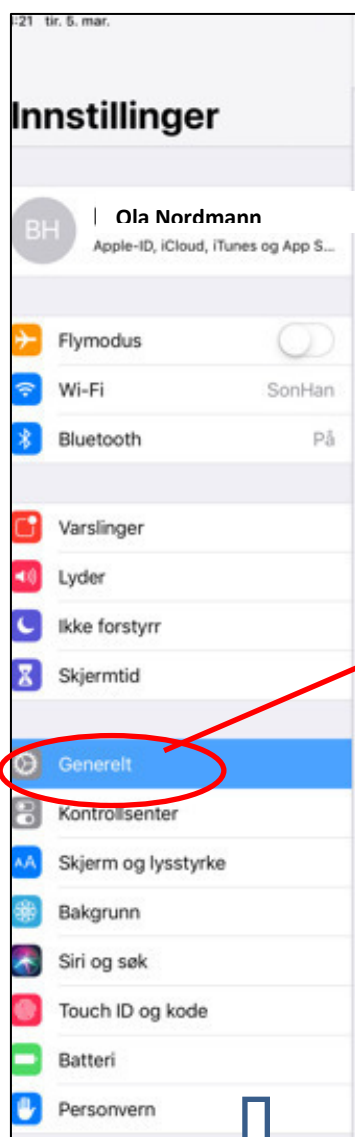 :21 tir. 5. mar.
Innstillinger
BH
Ola Nordmann
Apple-ID, iCloud, iTunes og App S...
Flymodus
Wi-Fi SonHan
Bluetooth På
Varslinger
Lyder
Ikke forstyrr
Skjermtid
Generelt
Kontrollsenter
AA Skjerm og lysstyrke
Bakgrunn
Siri og søk
Touch ID og kode
Batteri
Personvern